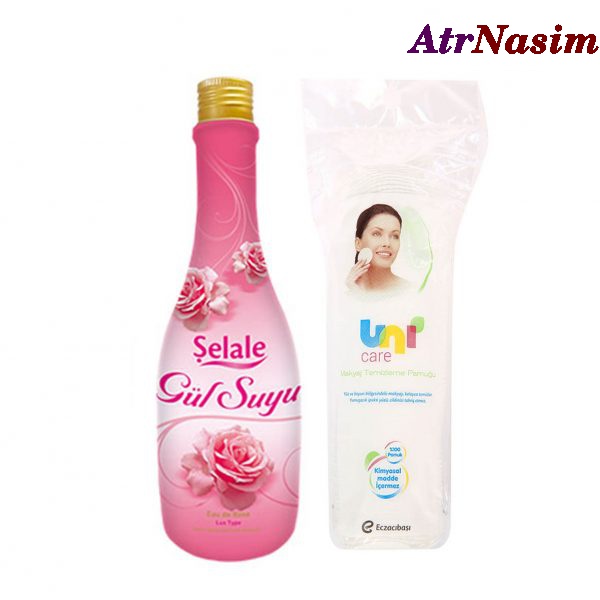 AtrNasim
Şelale
Gül Suyu
Eau de Rose
Lux Type
uni
care
Makyaj Temizleme Pamuğu
%100
Pamuk
Kimyasal
madde
İçermez
Eczacıbaşı